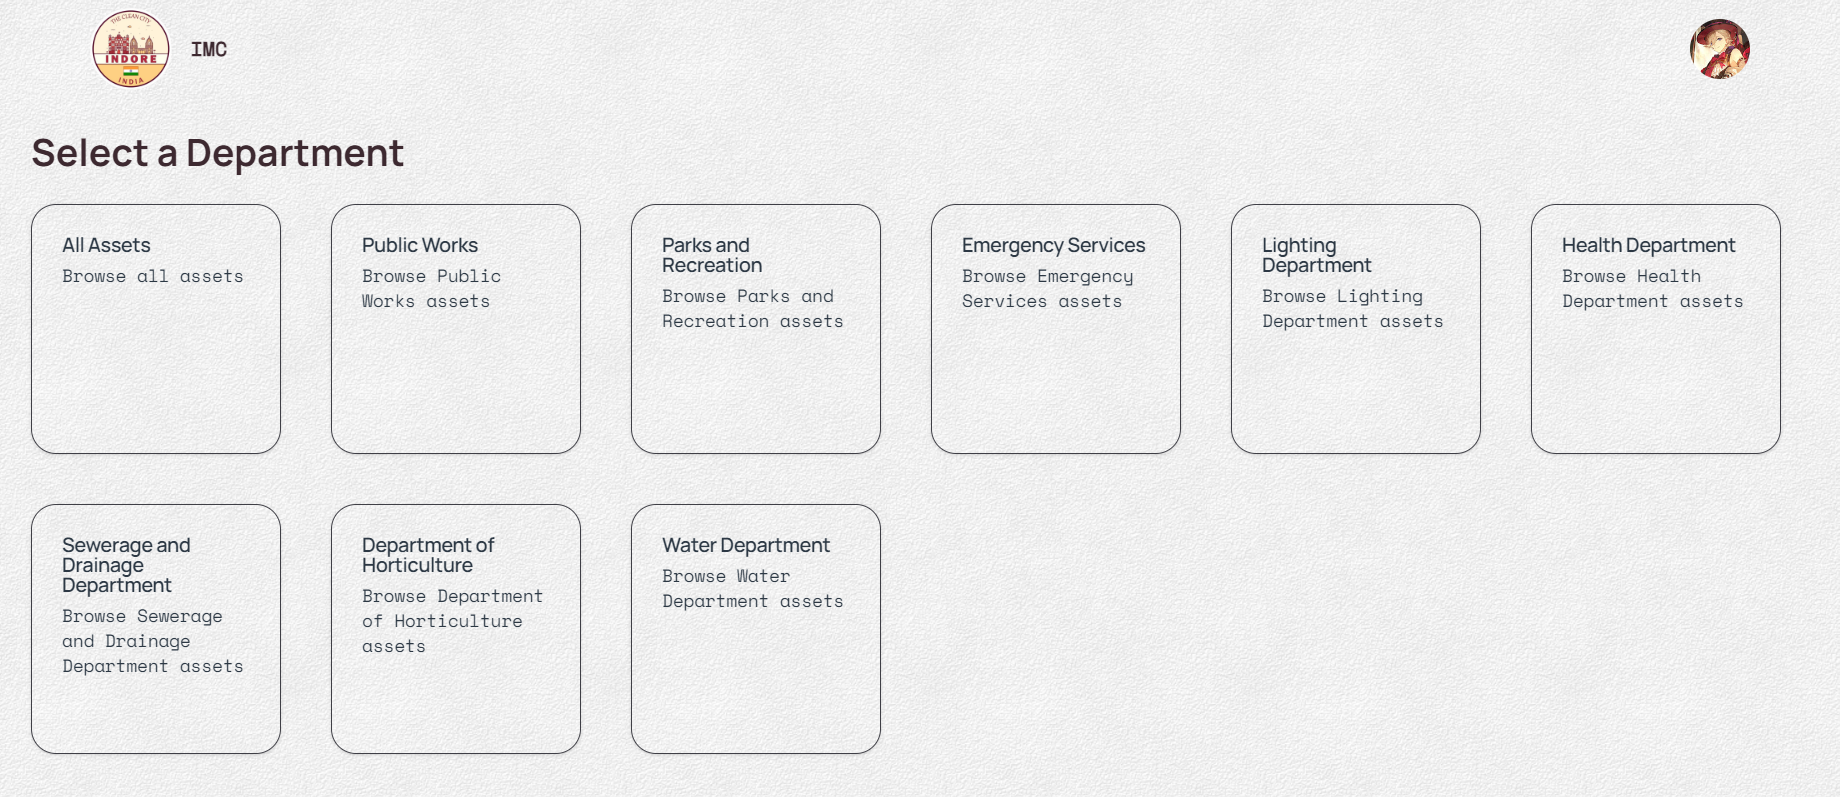 THE CLEAN CITY
INDORE
INDIA
IMC
Select a Department
All Assets
Browse all assets
Public Works
Browse Public
Works assets
Parks and
Recreation
Browse Parks and
Recreation assets
Emergency Services
Browse Emergency
Services assets
Lighting
Department
Browse Lighting
Department assets
Health Department
Browse Health
Department assets
Sewerage and
Drainage
Department
Browse Sewerage
and Drainage
Department assets
Department of
Horticulture
Browse Department
of Horticulture
assets
Water Department
Browse Water
Department assets